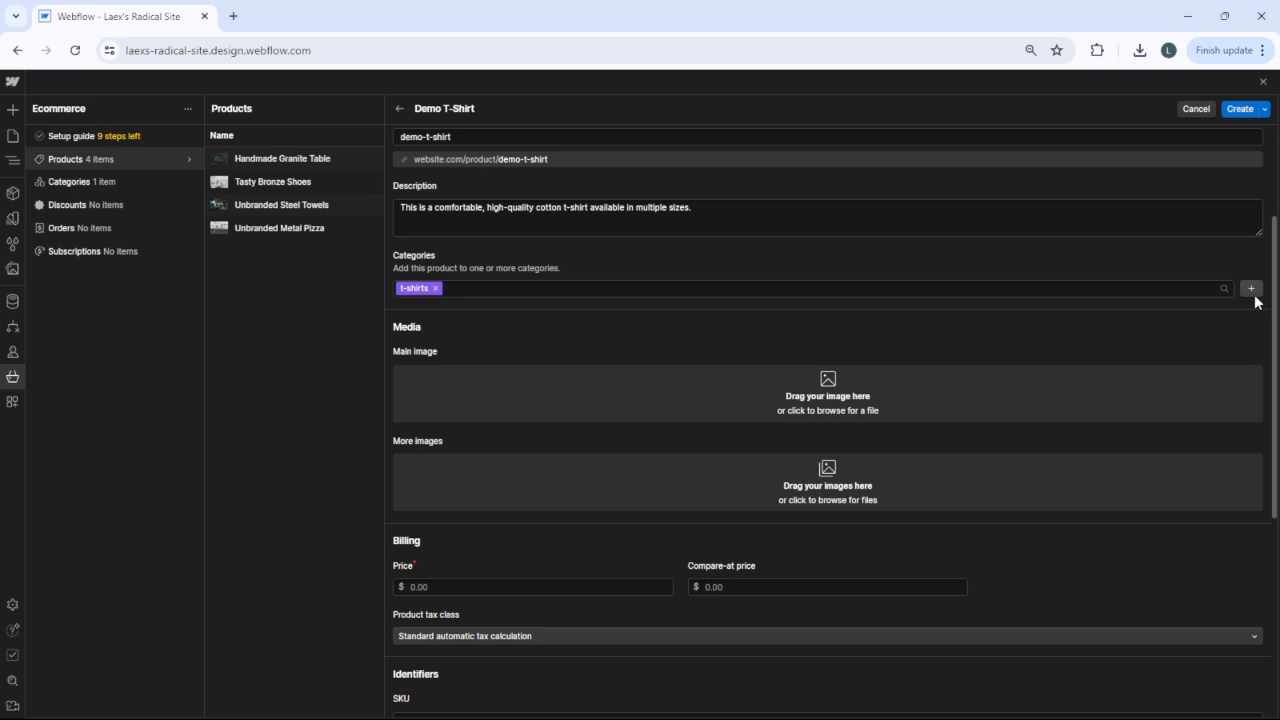 Webflow - Laex's Radical Site
laexs-radical-site.design.webflow.com
L
Finish update
Ecommerce
Products
Demo T-Shirt
Cancel
Create
Setup guide 9 steps left
Name
demo-t-shirt
Products 4 items
Handmade Granite Table
website.com/product/demo-t-shirt
Categories 1 item
Tasty Bronze Shoes
Description
Discounts No items
Unbranded Steel Towels
This is a comfortable, high-quality cotton t-shirt available in multiple sizes.
Orders No items
Unbranded Metal Pizza
Subscriptions No items
Categories
Add this product to one or more categories.
t-shirts
Media
Main image
Drag your image here
or click to browse for a file
More images
Drag your images here
or click to browse for files
Billing
Price*
Compare-at price
$ 0.00
$ 0.00
Product tax class
Standard automatic tax calculation
Identifiers
SKU